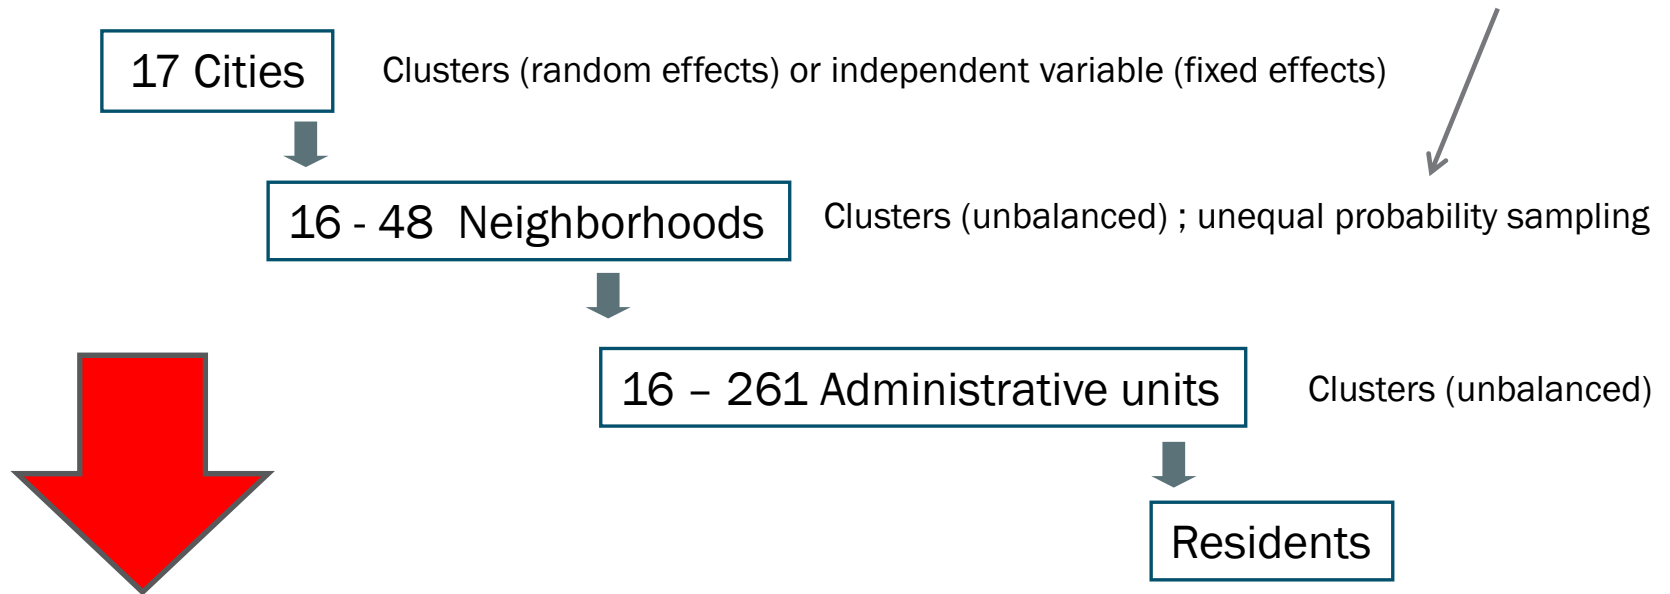 17 Cities
Clusters (random effects) or independent variable (fixed effects)
16 - 48 Neighborhoods
Clusters (unbalanced) ; unequal probability sampling
16 – 261 Administrative units
Clusters (unbalanced)
Residents